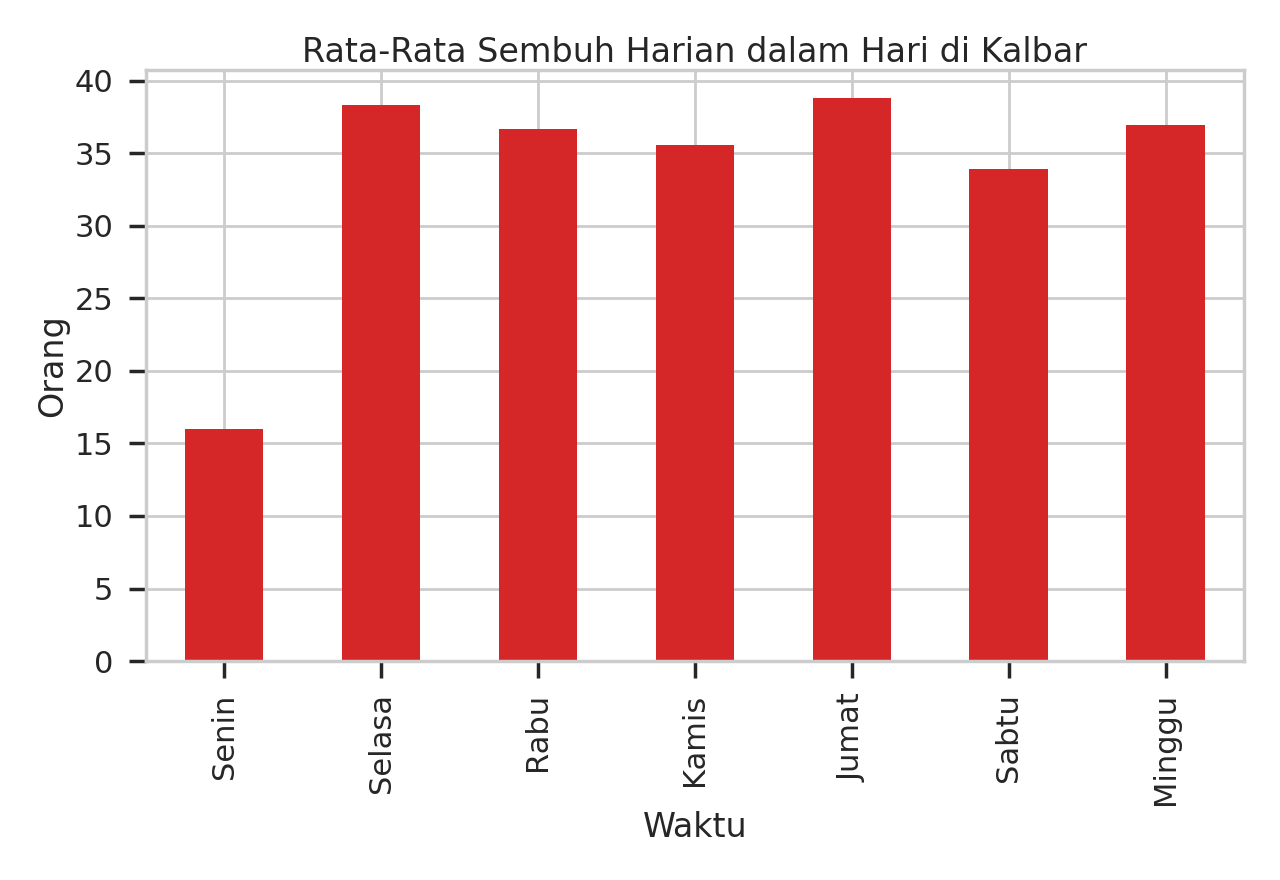 Rata-Rata Sembuh Harian dalam Hari di Kalbar
40
35
30
25
20
15
10
5
0
Orang
Senin
Selasa
Rabu
Kamis
Jumat
Sabtu
Minggu
Waktu